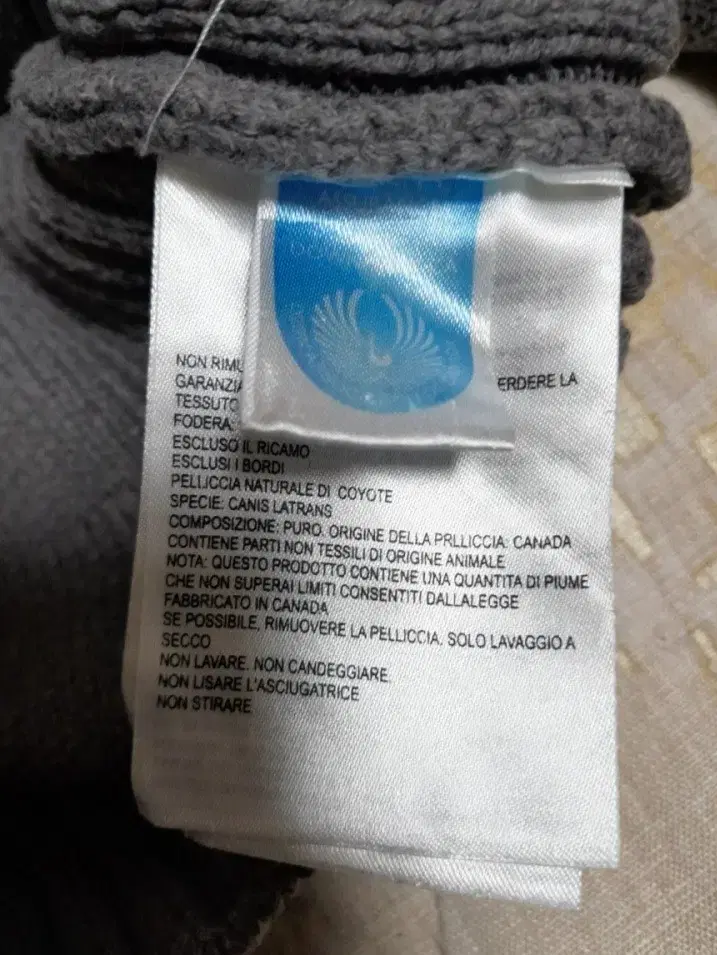 NON RIMU
GARANZIA ERDERE LA
TESSUTO
FODERA:
ESCLUSO IL RICAMO
ESCLUSI I BORDI
PELLICCIA NATURALE DI COYOTE
SPECIE: CANIS LATRANS
COMPOSIZIONE: PURO. ORIGINE DELLA PRLLICCIA: CANADA
CONTIENE PARTI NON TESSILI DI ORIGINE ANIMALE.
NOTA: QUESTO PRODOTTO CONTIENE UNA QUANTITA DI PIUME
CHE NON SUPERAI LIMITI CONSENTITI DALLALEGGE
FABBRICATO IN CANADA
SE POSSIBILE, RIMUOVERE LA PELLICCIA. SOLO LAVAGGIO A
SECCO
NON LAVARE. NON CANDEGGIARE.
NON LISARE L'ASCIUGATRICE
NON STIRARE.